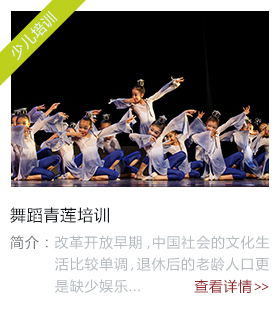 少儿培训
舞蹈青莲培训
简介：改革开放早期,中国社会的文化生
活比较单调,退休后的老龄人口更
是缺少娱乐... 查看详情>>